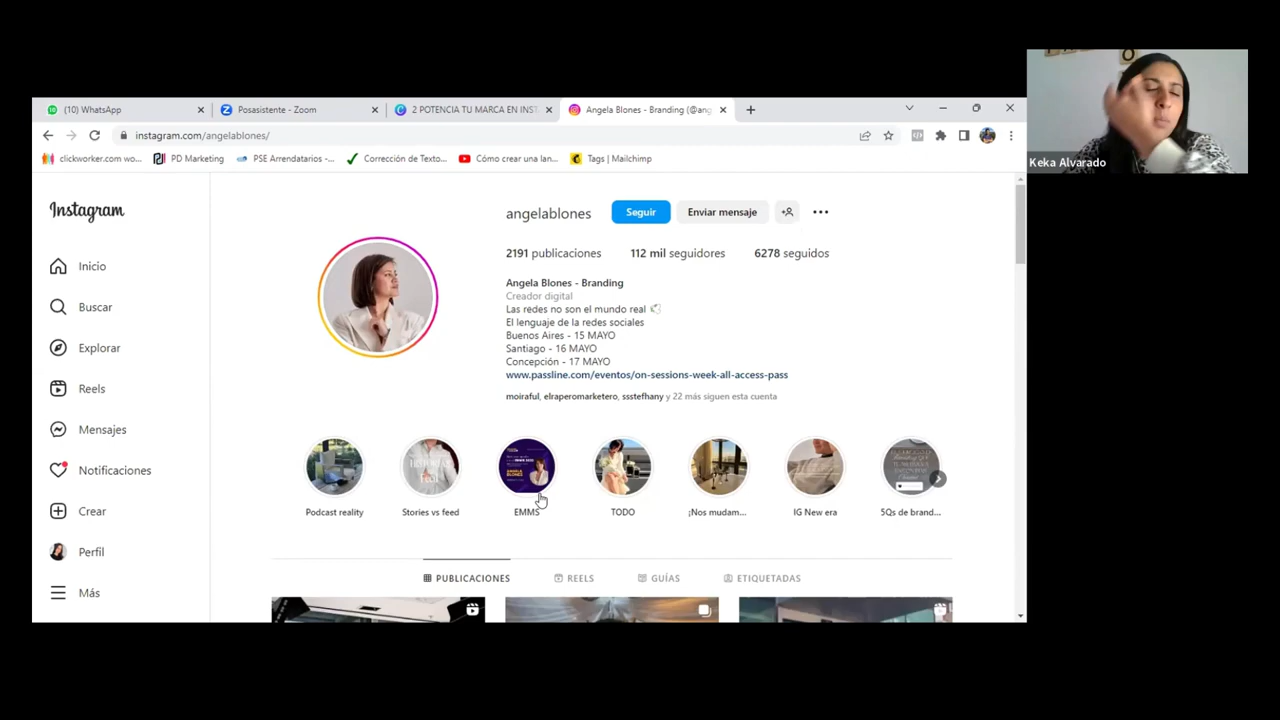 (10) WhatsApp
Posasistente - Zoom
2 POTENCIA TU MARCA EN INST
Angela Blones - Branding (@ang
instagram.com/angelablones/
clickworker.com wo...
PD Marketing
PSE Arrendatarios -...
Corrección de Texto...
Cómo crear una lan...
Tags | Mailchimp
Keka Alvarado
Instagram
Inicio
Buscar
Explorar
Reels
Mensajes
Notificaciones
Crear
Perfil
Más
angelablones
Seguir
Enviar mensaje
2191 publicaciones 112 mil seguidores 6278 seguidos
Angela Blones - Branding
Creador digital
Las redes no son el mundo real
El lenguaje de la redes sociales
Buenos Aires - 15 MAYO
Santiago - 16 MAYO
Concepción - 17 MAYO
www.passline.com/eventos/on-sessions-week-all-access-pass
moiraful, elraperomarketero, ssstefhany y 22 más siguen esta cuenta
Podcast reality
Stories vs feed
EMMS
TODO
¡Nos mudam...
IG New era
5Qs de brand...
PUBLICACIONES
REELS
GUÍAS
ETIQUETADAS